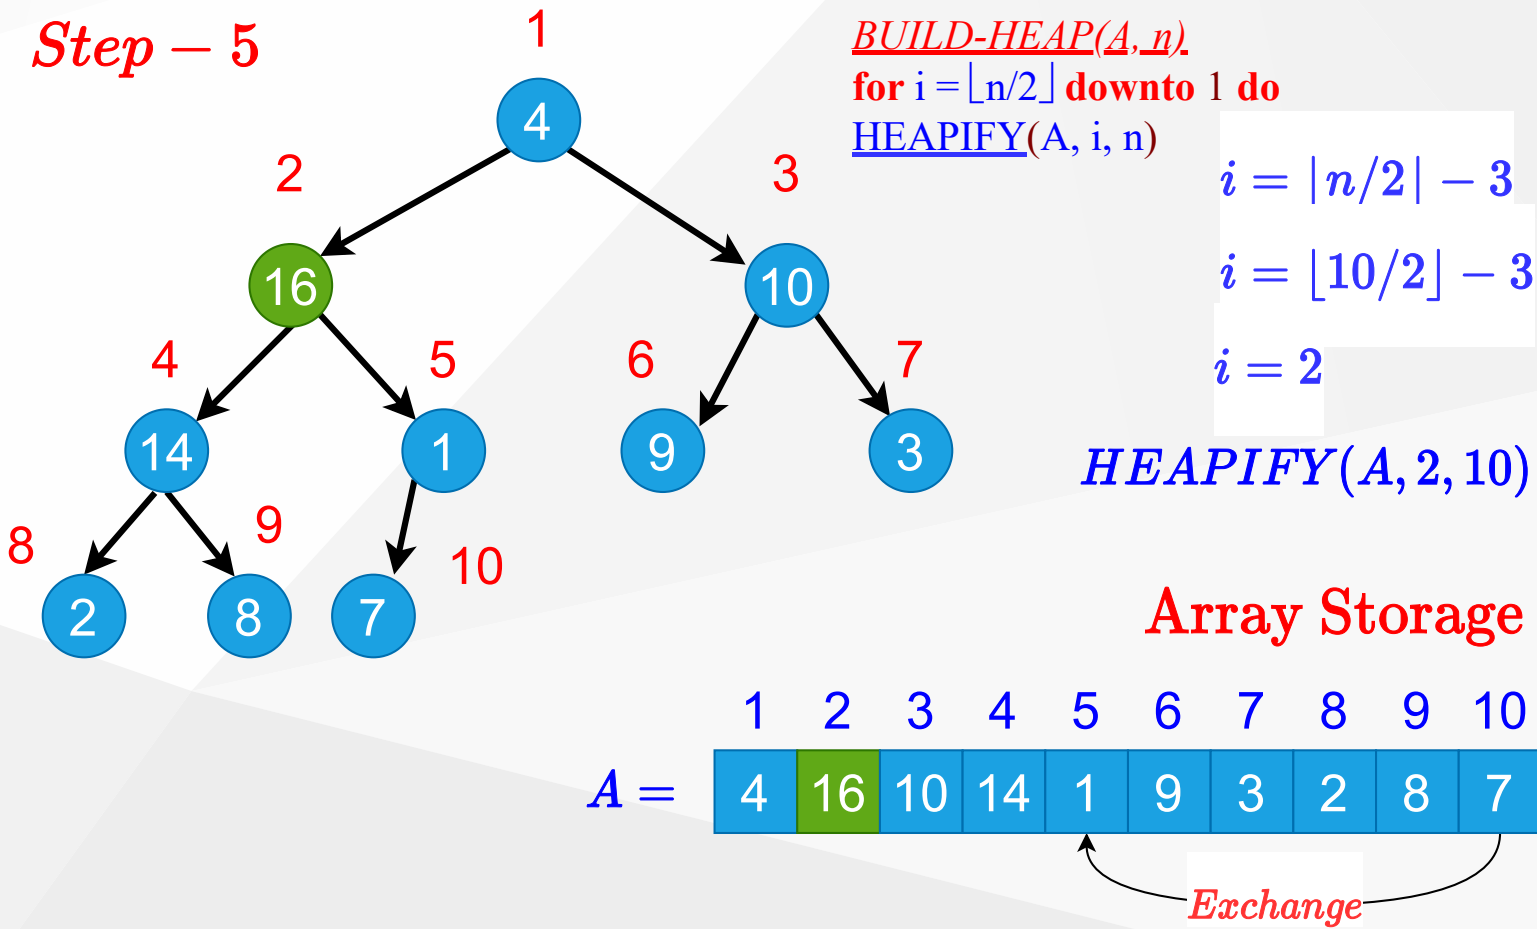 Step − 5
BUILD-HEAP(A, n)
for i = ⌊n/2⌋ downto 1 do
HEAPIFY(A, i, n)
i = |n/2| − 3
i = ⌊10/2⌋ − 3
i = 2
HEAPIFY(A, 2, 10)
1
4
2 3
16 10
4 5 6 7
14 1 9 3
8 9 10
2 8 7
Array Storage
1 2 3 4 5 6 7 8 9 10
A = 4 16 10 14 1 9 3 2 8 7
Exchange